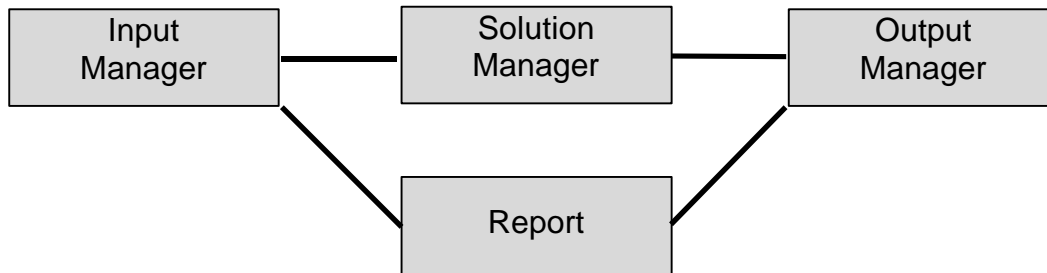 Input
Manager
Solution
Manager
Output
Manager
Report